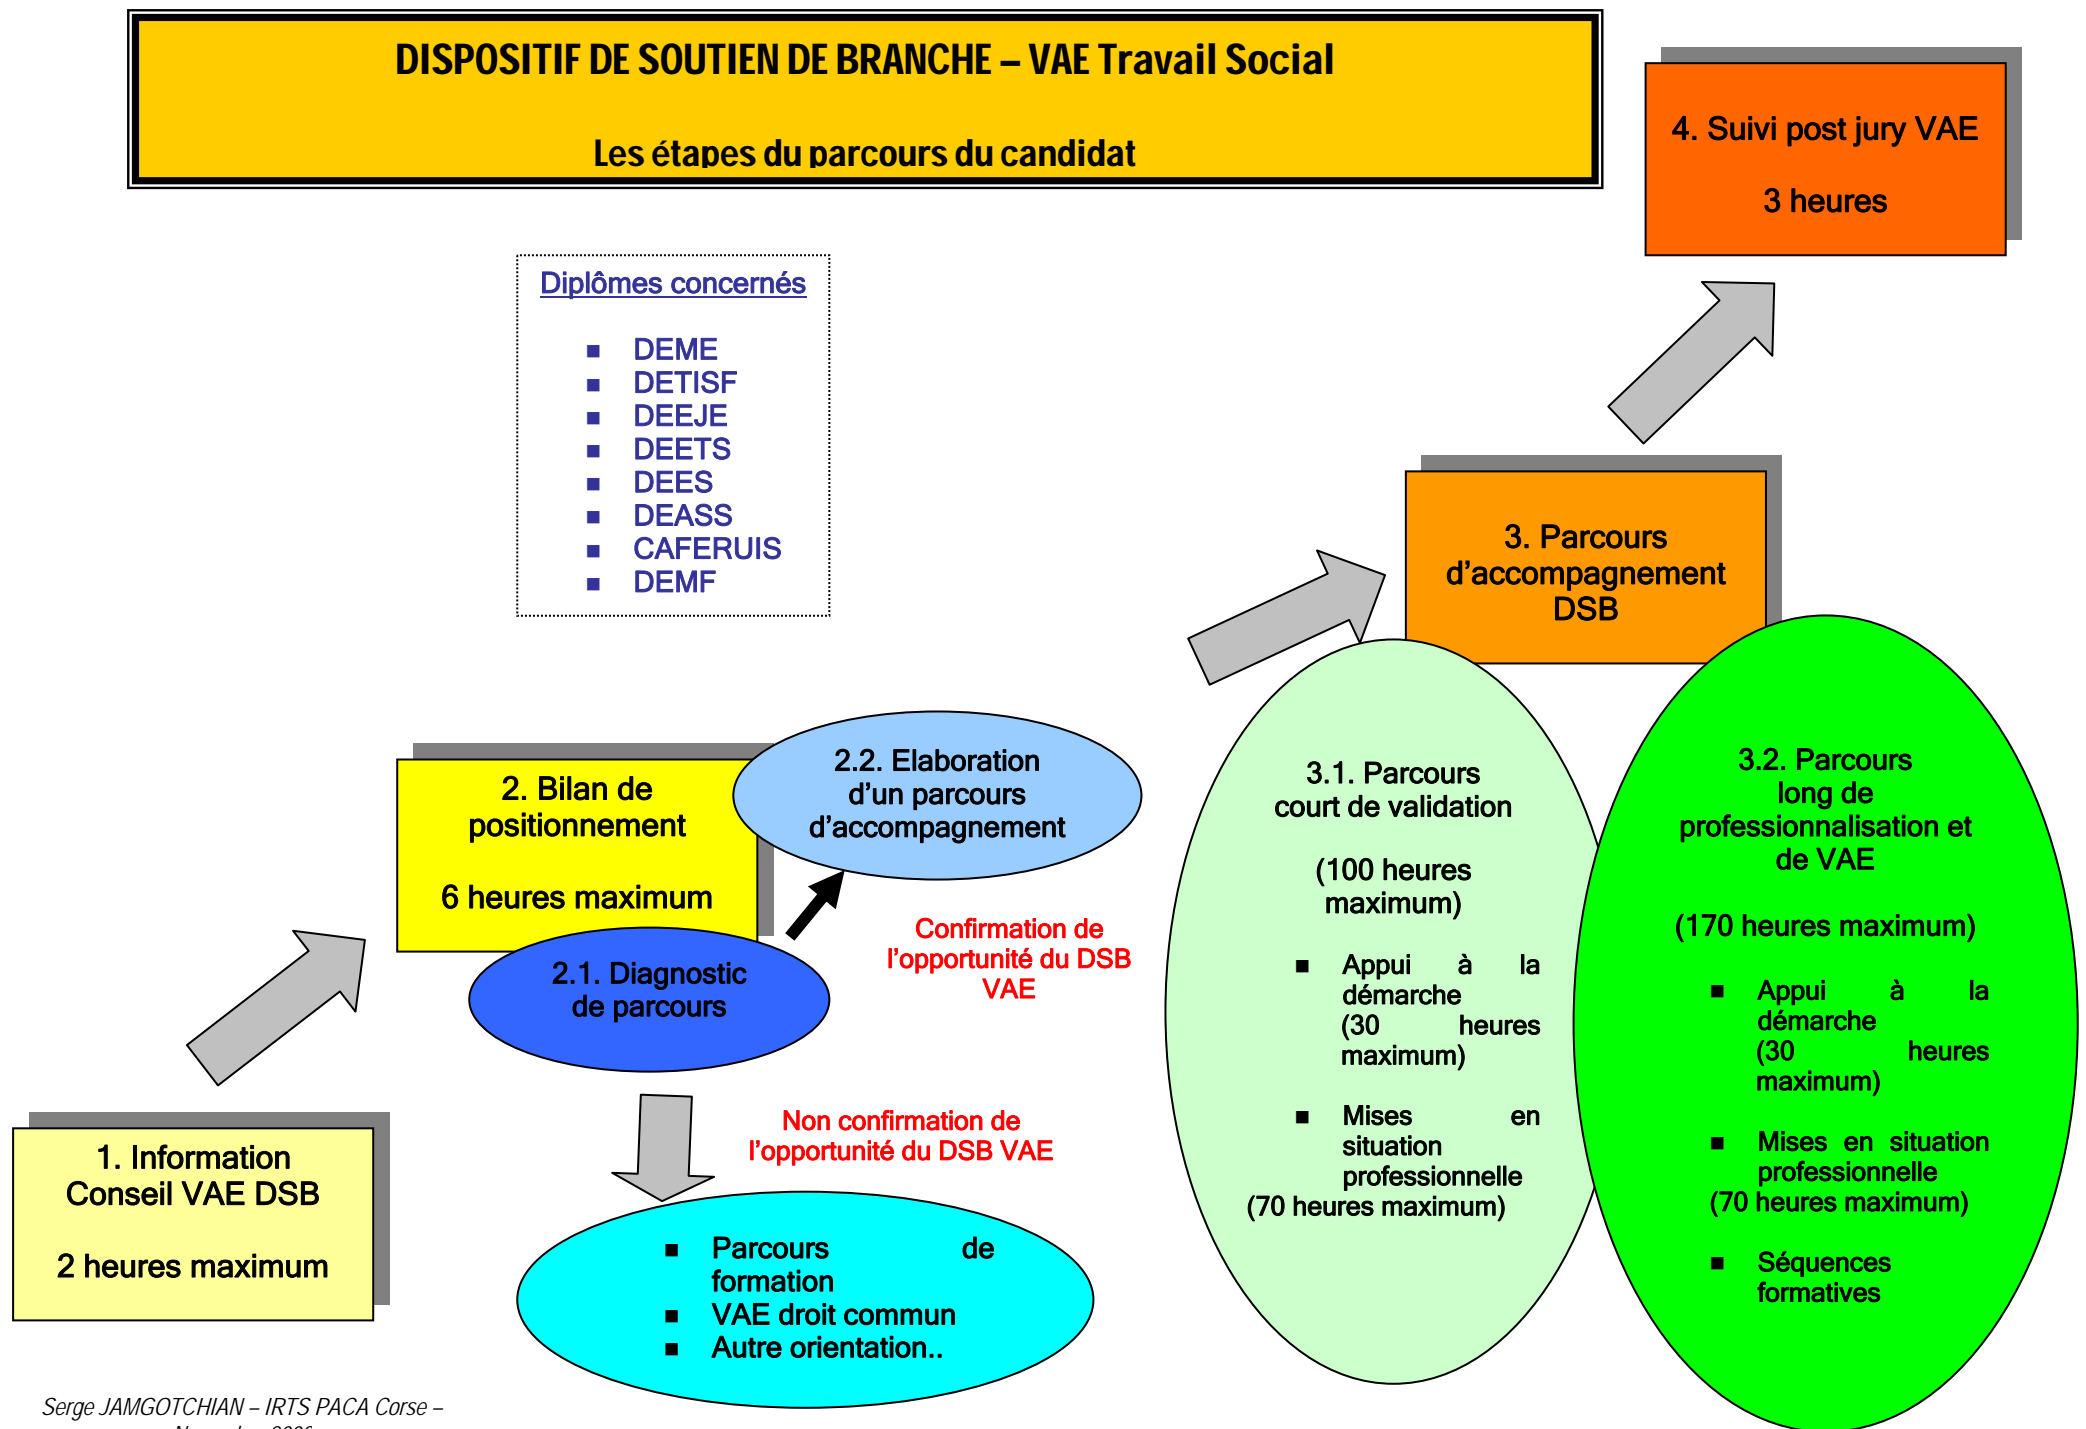 DISPOSITIF DE SOUTIEN DE BRANCHE – VAE Travail Social
Les étapes du parcours du candidat
4. Suivi post jury VAE
3 heures
Diplômes concernés
■ DEME
■ DETISF
■ DEEJE
■ DEETS
■ DEES
■ DEASS
■ CAFERUIS
■ DEMF
3. Parcours
d’accompagnement
DSB
2. Bilan de
positionnement
6 heures maximum
2.2. Elaboration
d’un parcours
d’accompagnement
2.1. Diagnostic
de parcours
Confirmation de
l’opportunité du DSB
VAE
Non confirmation de
l’opportunité du DSB VAE
1. Information
Conseil VAE DSB
2 heures maximum
■ Parcours de
formation
■ VAE droit commun
■ Autre orientation..
3.1. Parcours
court de validation
(100 heures
maximum)
■ Appui à la
démarche
(30 heures
maximum)
■ Mises en
situation
professionnelle
(70 heures maximum)
3.2. Parcours
long de
professionnalisation et
de VAE
(170 heures maximum)
■ Appui à la
démarche
(30 heures
maximum)
■ Mises en situation
professionnelle
(70 heures maximum)
■ Séquences
formatives
Serge JAMGOTCHIAN – IRTS PACA Corse –